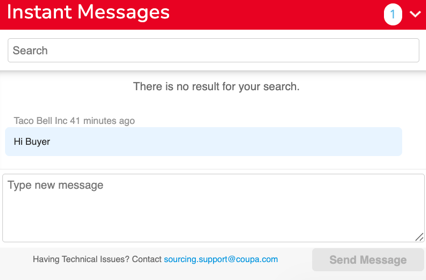 Instant Messages
1
Search
There is no result for your search.
Taco Bell Inc 41 minutes ago
Hi Buyer
Type new message
Having Technical Issues? Contact sourcing.support@coupa.com
Send Message